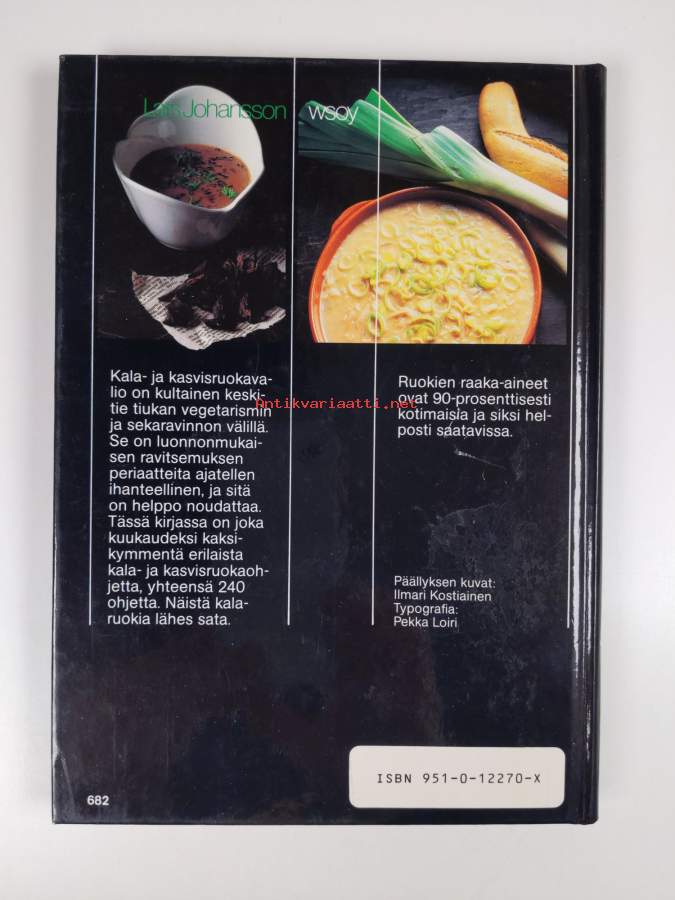 Lars Johansson wsoy
Kala- ja kasvisruokava-
lio on kultainen keski-
tie tiukan vegetarismin
ja sekaravinnon välillä.
Se on luonnonmukai-
sen ravitsemuksen
periaatteita ajatellen
ihanteellinen, ja sitä
on helppo noudattaa.
Tässä kirjassa on joka
kuukaudeksi kaksi-
kymmentä erilaista
kala- ja kasvisruokaoh-
jetta, yhteensä 240
ohjetta. Näistä kala-
ruokia lähes sata.
Ruokien raaka-aineet
ovat 90-prosenttisesti
kotimaisia ja siksi hel-
posti saatavissa.
Antikvariaatti.net
Päällyksen kuvat:
Ilmari Kostiainen
Typografia:
Pekka Loiri
ISBN 951-0-12270-X
682